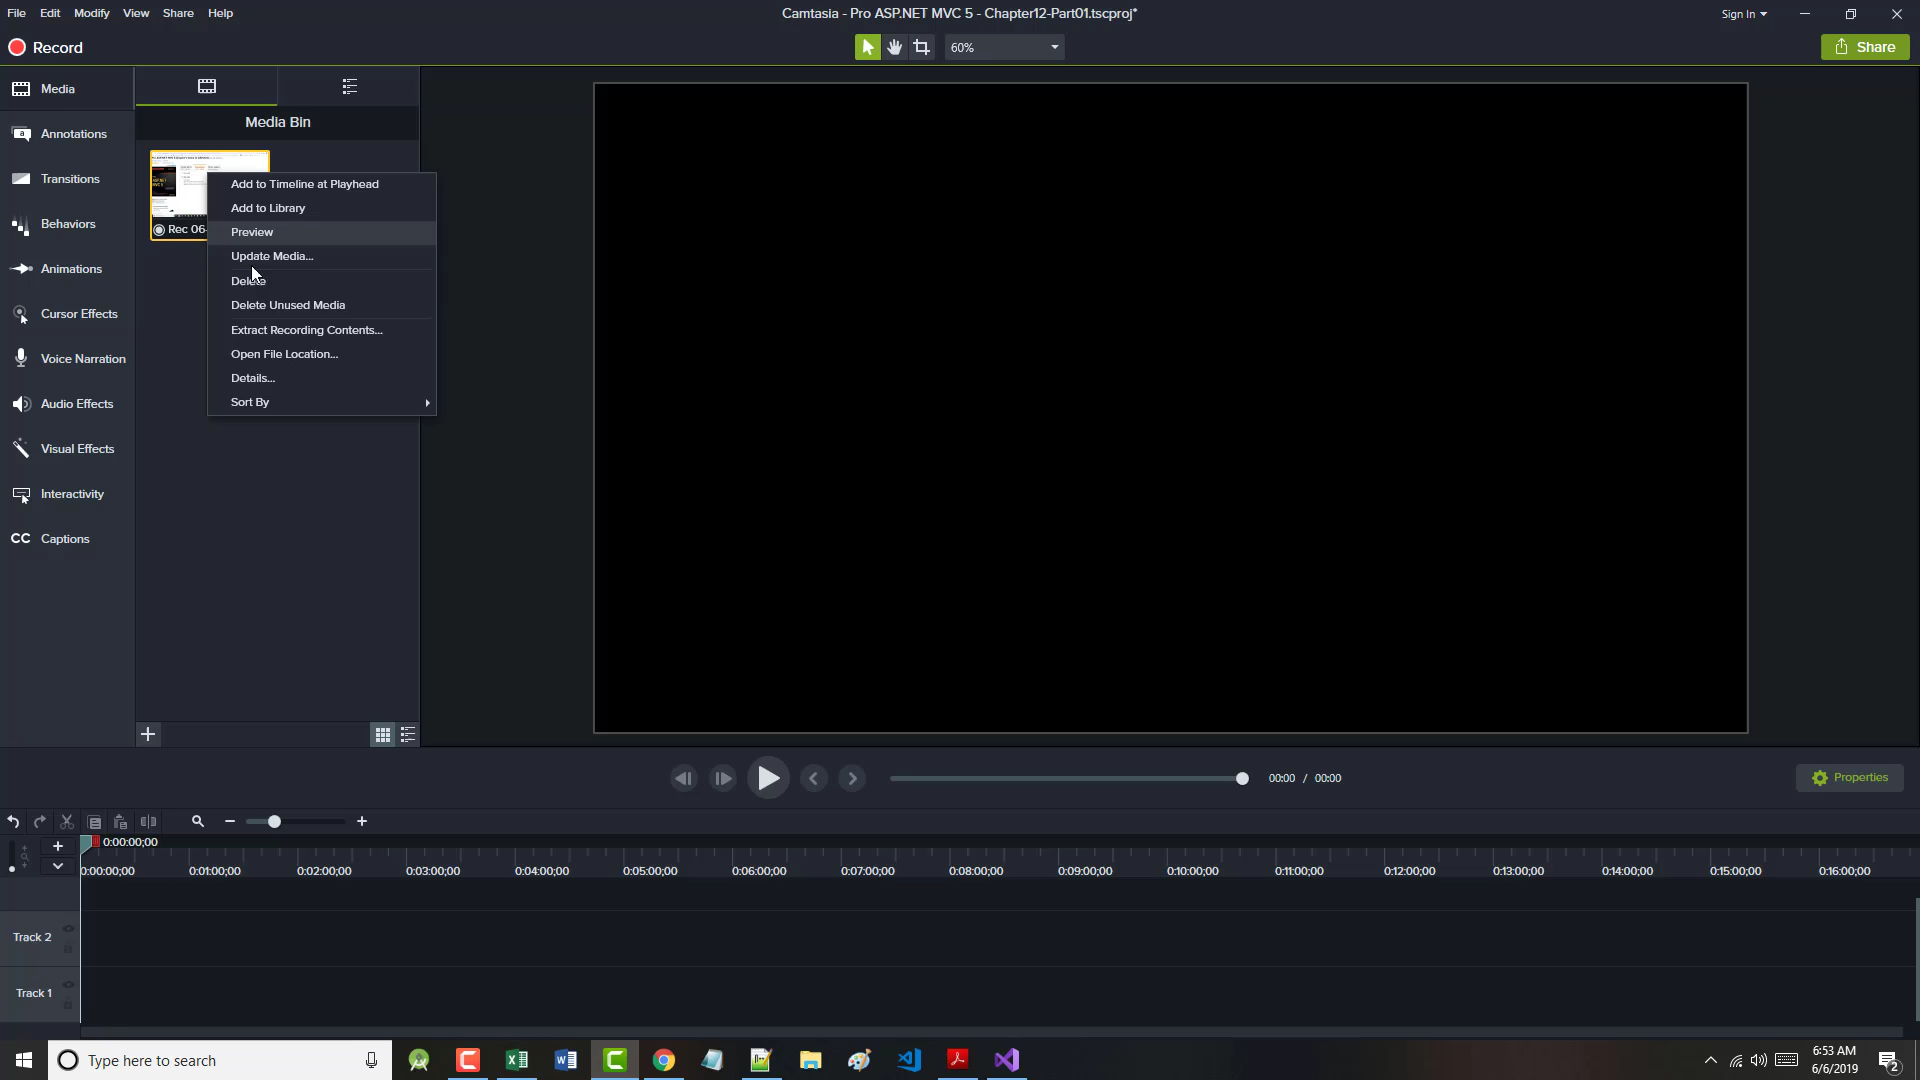 File Edit Modify View Share Help
Camtasia - Pro ASP.NET MVC 5 - Chapter12-Part01.tscproj*
Sign In
Record
60%
Share
Media
Media Bin
Annotations
Transitions
Behaviors
Animations
Cursor Effects
Voice Narration
Audio Effects
Visual Effects
Interactivity
CC Captions
Rec 06-
Add to Timeline at Playhead
Add to Library
Preview
Update Media...
Delete
Delete Unused Media
Extract Recording Contents...
Open File Location...
Details...
Sort By
00:00 / 00:00
Properties
0:00:00;00
0:00:00;00 0:01:00;00 0:02:00;00 0:03:00;00 0:04:00;00 0:05:00;00 0:06:00;00 0:07:00;00 0:08:00;00 0:09:00;00 0:10:00;00 0:11:00;00 0:12:00;00 0:13:00;00 0:14:00;00 0:15:00;00 0:16:00;00
Track 2
Track 1
Type here to search
6:53 AM
6/6/2019
2